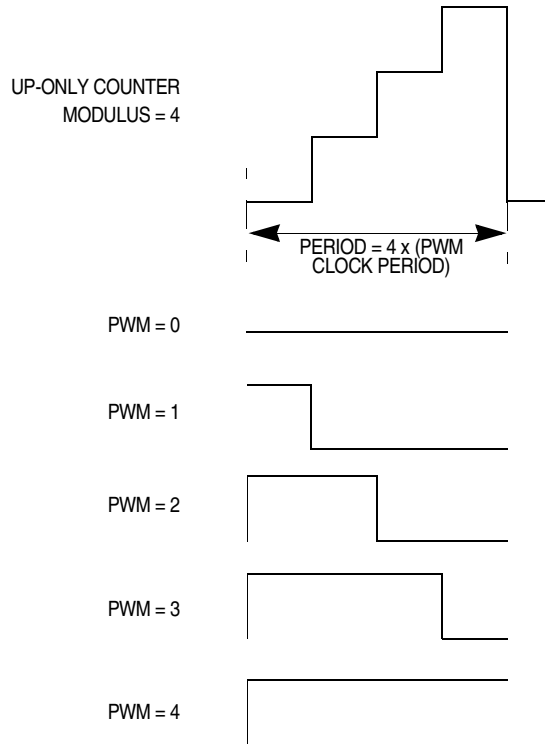 UP-ONLY COUNTER
MODULUS = 4
PERIOD = 4 x (PWM
CLOCK PERIOD)
PWM = 0
PWM = 1
PWM = 2
PWM = 3
PWM = 4